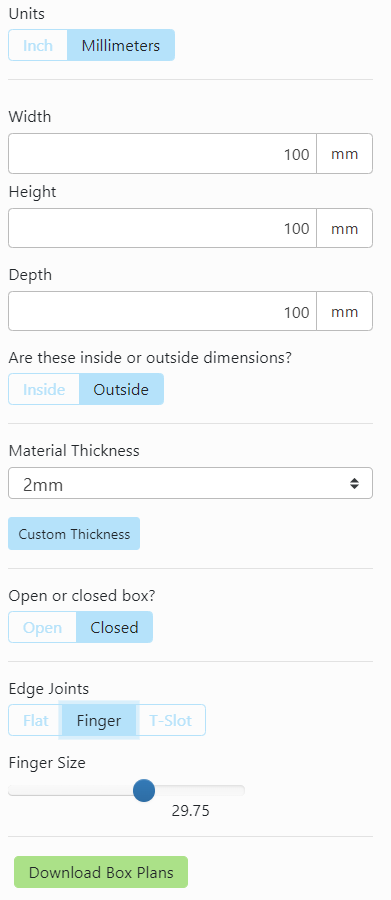 Units
Inch Millimeters
Width
100 mm
Height
100 mm
Depth
100 mm
Are these inside or outside dimensions?
Inside Outside
Material Thickness
2mm
Custom Thickness
Open or closed box?
Open Closed
Edge Joints
Flat Finger T-Slot
Finger Size
29.75
Download Box Plans